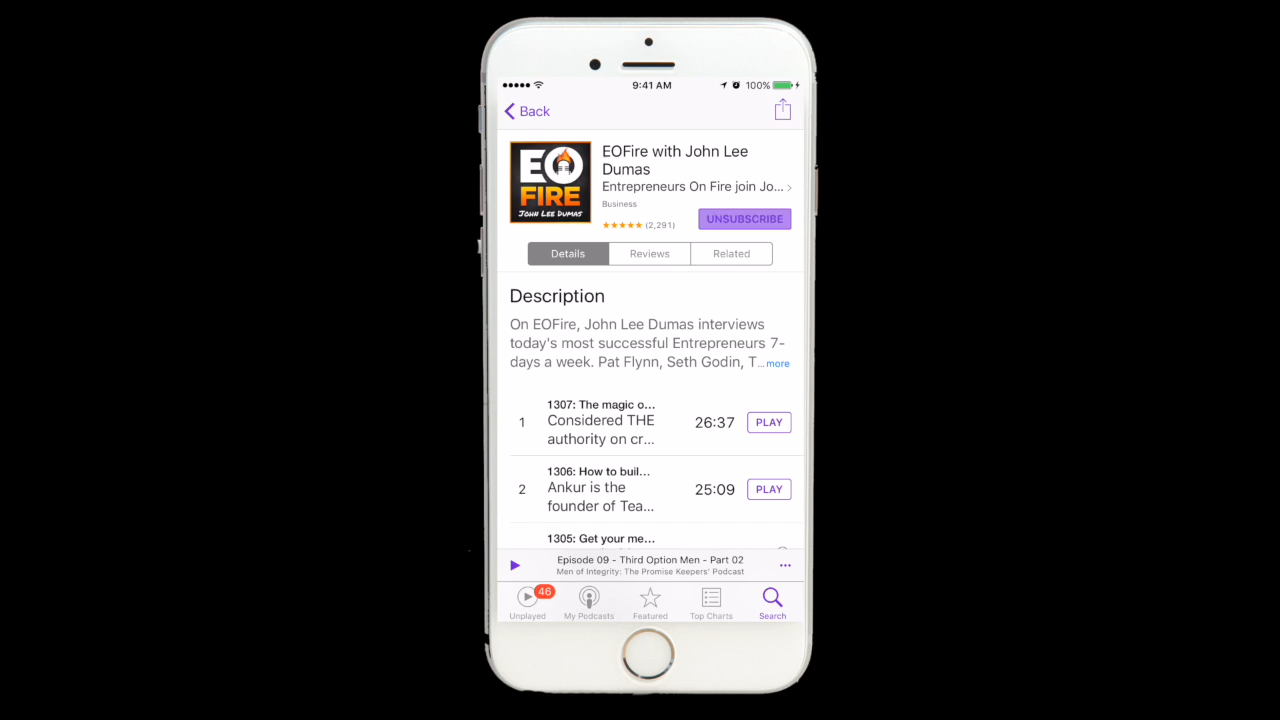 9:41 AM
100%
Back
EO
FIRE
JOHN LEE DUMAS
EOFire with John Lee
Dumas
Entrepreneurs On Fire join Jo...
Business
(2,291)
UNSUBSCRIBE
Details
Reviews
Related
Description
On EOFire, John Lee Dumas interviews
today's most successful Entrepreneurs 7-
days a week. Pat Flynn, Seth Godin, T... more
1307: The magic o...
1
Considered THE
authority on cr...
26:37
PLAY
1306: How to buil...
2
Ankur is the
founder of Tea...
25:09
PLAY
1305: Get your me...
Episode 09 - Third Option Men - Part 02
Men of Integrity: The Promise Keepers' Podcast
46
Unplayed
My Podcasts
Featured
Top Charts
Search